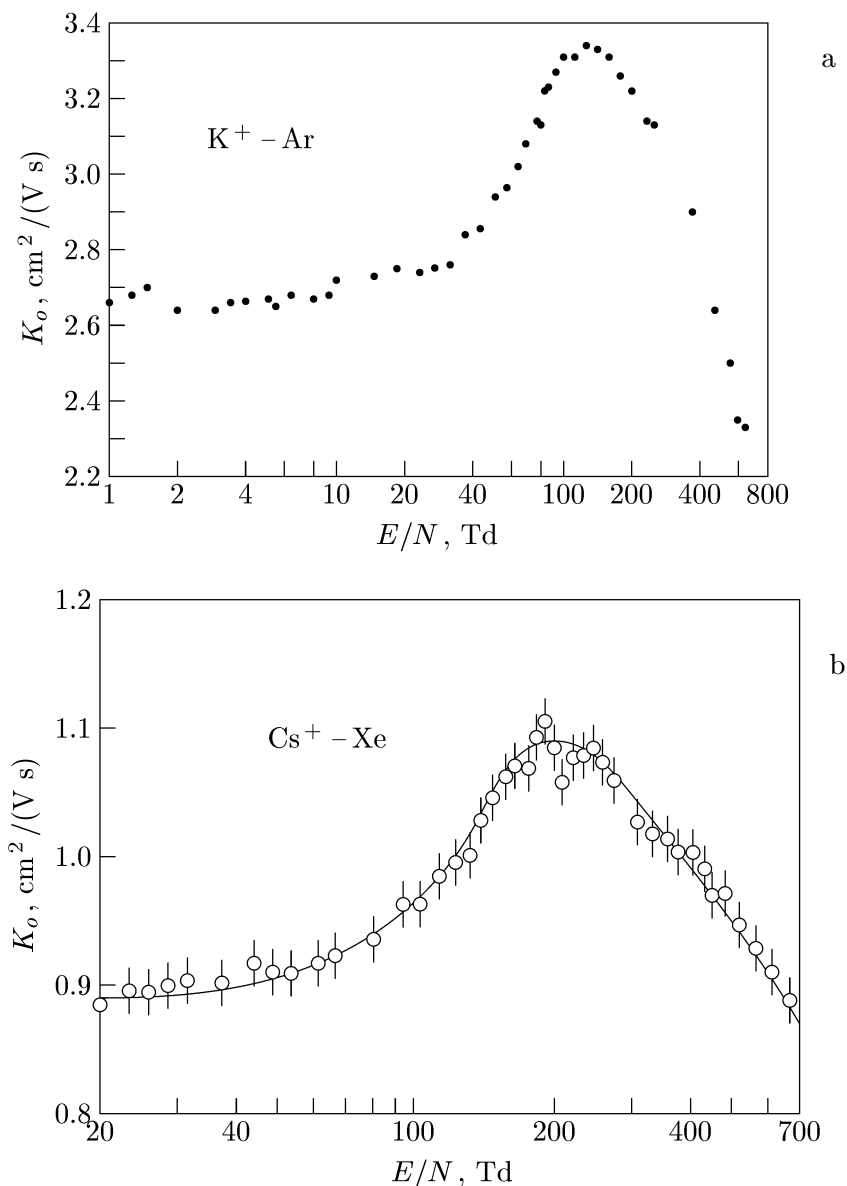 3.4
a
3.2
K⁺ – Ar
3.0
2.8
2.6
2.4
2.2
K₀, cm²/(V s)
1 2 4 10 20 40 100 200 400 800
E/N, Td
1.2
b
1.1
Cs⁺ – Xe
1.0
0.9
0.8
K₀, cm²/(V s)
20 40 100 200 400 700
E/N, Td